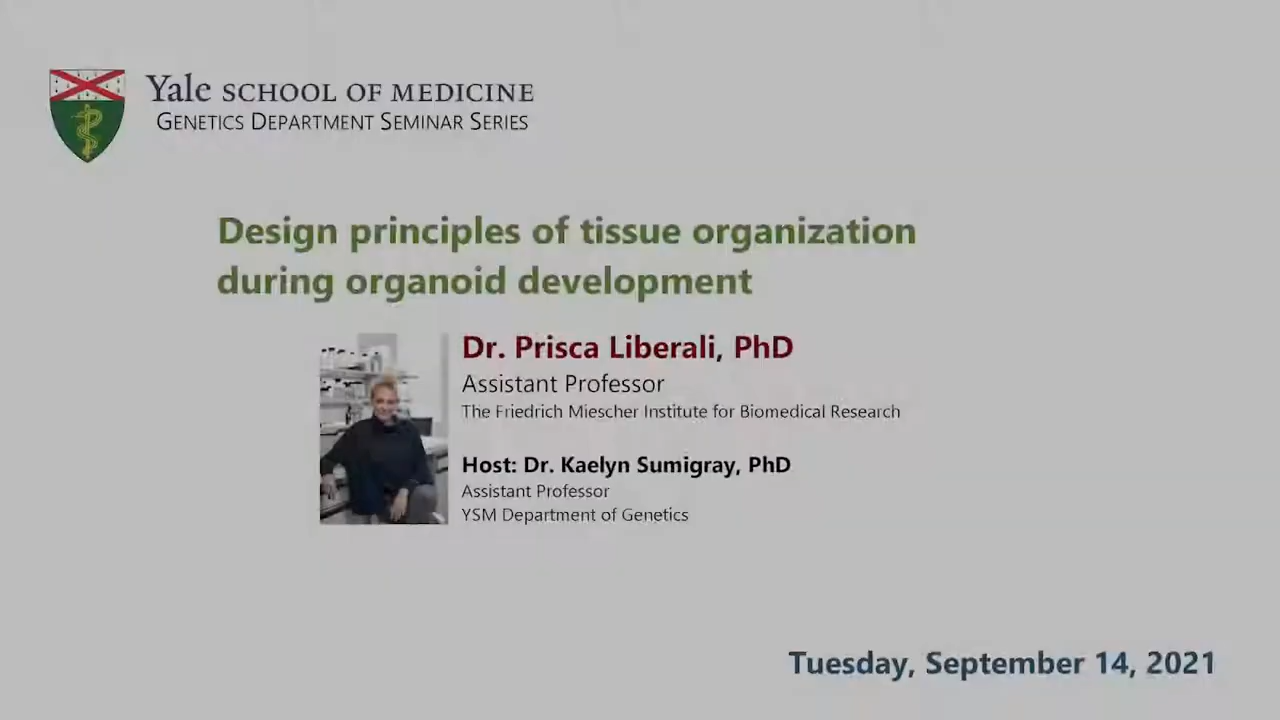 Yale SCHOOL OF MEDICINE
GENETICS DEPARTMENT SEMINAR SERIES
Design principles of tissue organization
during organoid development
Dr. Prisca Liberali, PhD
Assistant Professor
The Friedrich Miescher Institute for Biomedical Research
Host: Dr. Kaelyn Sumigray, PhD
Assistant Professor
YSM Department of Genetics
Tuesday, September 14, 2021